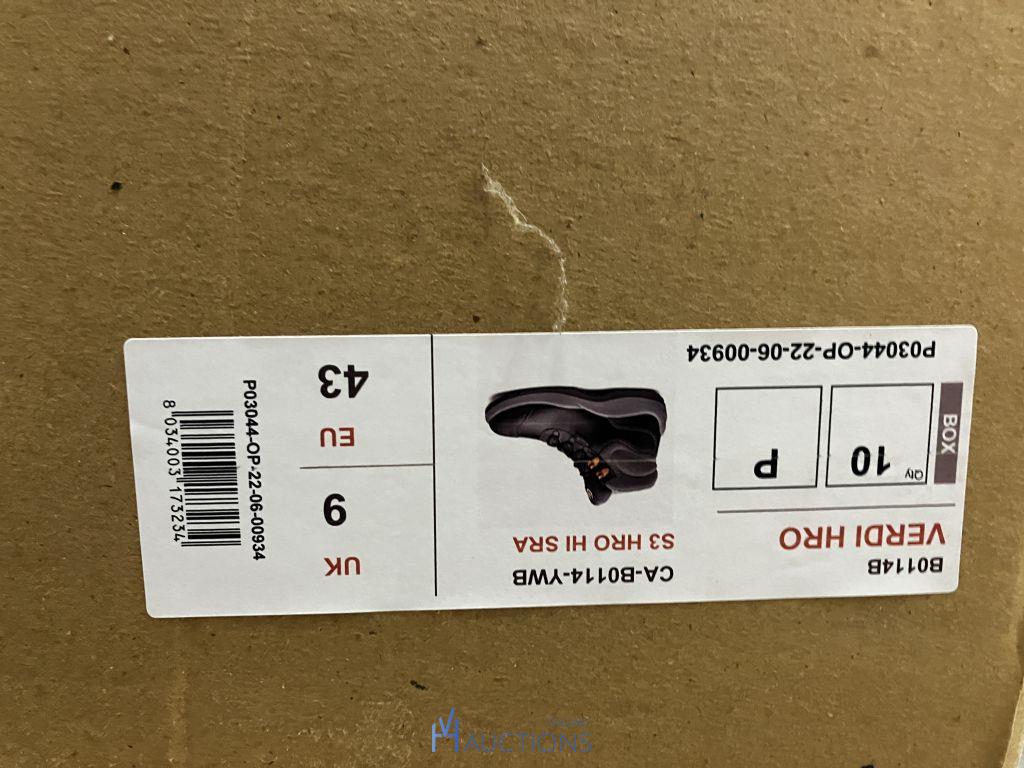 B0114B
VERDI HRO
BOX
Qty
10
P
P03044-OP-22-06-00934
CA-B0114-YWB
S3 HRO HI SRA
UK
9
EU
43
P03044-OP-22-06-00934
8 034003 173234
AUCTIONS